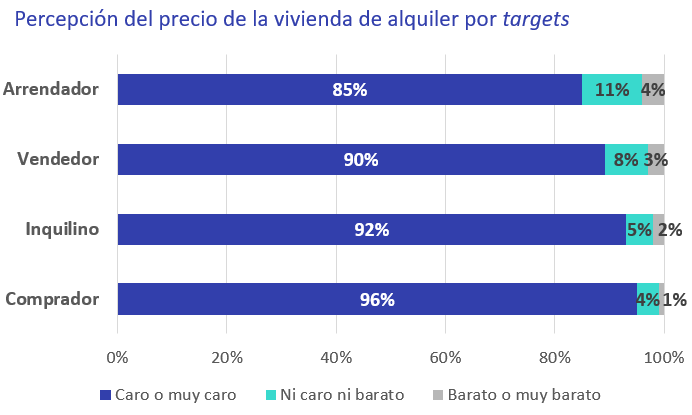 Percepción del precio de la vivienda de alquiler por targets
Arrendador 85% 11% 4%
Vendedor 90% 8% 3%
Inquilino 92% 5% 2%
Comprador 96% 4% 1%
0% 20% 40% 60% 80% 100%
Caro o muy caro Ni caro ni barato Barato o muy barato